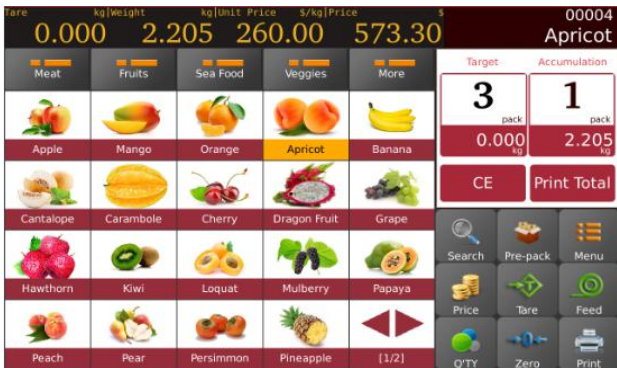 Tare kg Weight kg Unit Price $/kg Price $
0.000 2.205 260.00 573.30
00004
Apricot
Meat Fruits Sea Food Veggies More
Target Accumulation
3 pack 1 pack
0.000 kg 2.205 kg
CE Print Total
Apple Mango Orange Apricot Banana
Cantalope Carambole Cherry Dragon Fruit Grape
Hawthorn Kiwi Loquat Mulberry Papaya
Peach Pear Persimmon Pineapple [1/2]
Search Pre-pack Menu
Price Tare Feed
Q'TY Zero Print